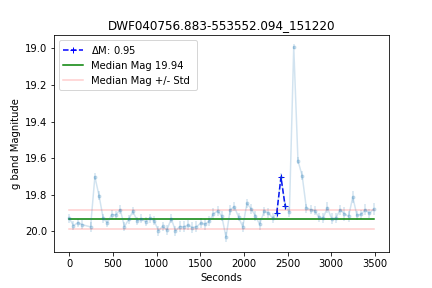 DWF040756.883-553552.094_151220
ΔM: 0.95
Median Mag 19.94
Median Mag +/- Std
g band Magnitude
19.0
19.2
19.4
19.6
19.8
20.0
0 500 1000 1500 2000 2500 3000 3500
Seconds